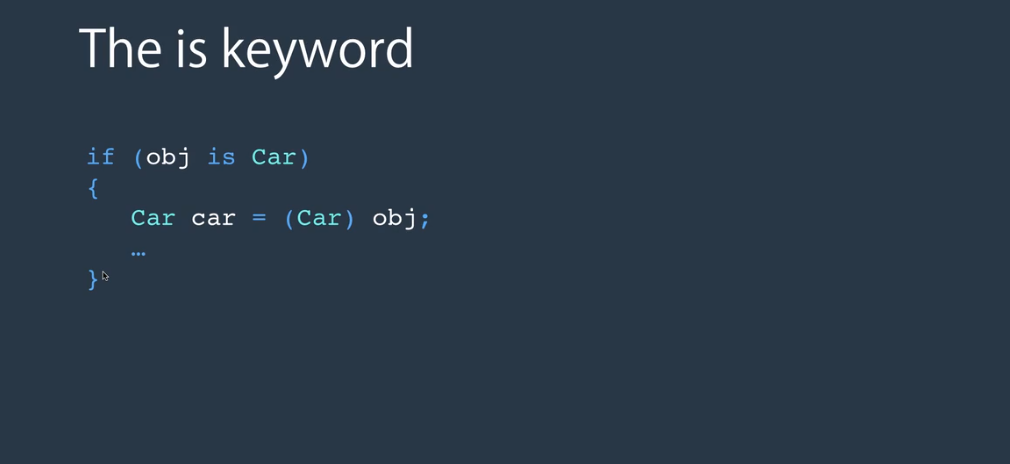 The is keyword
if (obj is Car)
{
Car car = (Car) obj;
…
}